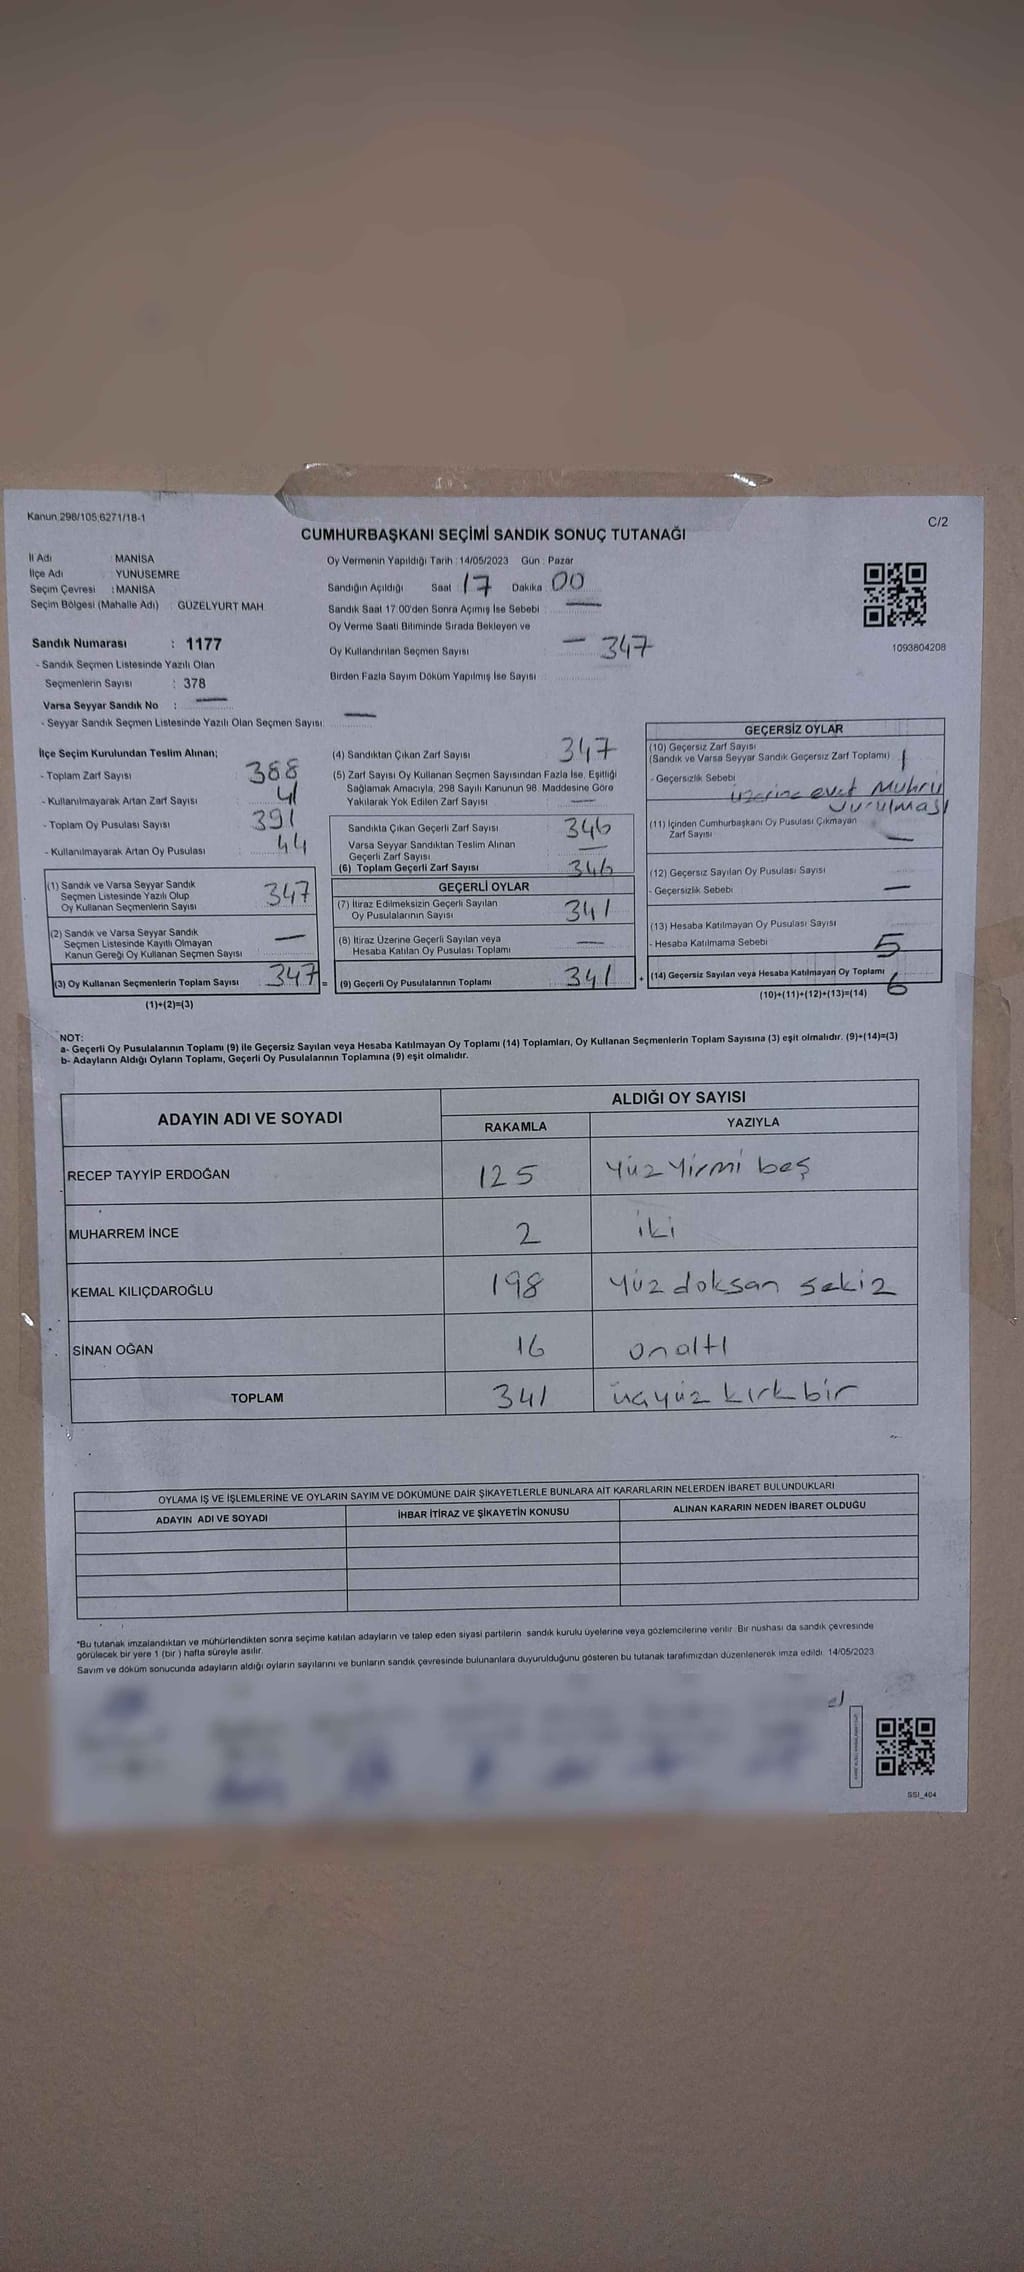 Kanun,298/105,6271/18-1
C/2
CUMHURBAŞKANI SEÇİMİ SANDIK SONUÇ TUTANAĞI
İl Adı : MANİSA
İlçe Adı : YUNUSEMRE
Seçim Çevresi : MANİSA
Seçim Bölgesi (Mahalle Adı) : GÜZELYURT MAH
Sandık Numarası : 1177
- Sandık Seçmen Listesinde Yazılı Olan
Seçmenlerin Sayısı : 378
Varsa Seyyar Sandık No : —
- Seyyar Sandık Seçmen Listesinde Yazılı Olan Seçmen Sayısı —
Oy Vermenin Yapıldığı Tarih : 14/05/2023 Gün : Pazar
Sandığın Açıldığı Saat : 17 Dakika 00
Sandık Saat 17:00'den Sonra Açımış İse Sebebi : —
Oy Verme Saati Bitiminde Sırada Bekleyen ve
Oy Kullandırılan Seçmen Sayısı : — 347
Birden Fazla Sayım Döküm Yapılmış İse Sayısı :
1093804208
İlçe Seçim Kurulundan Teslim Alınan;
- Toplam Zarf Sayısı 388
- Kullanılmayarak Artan Zarf Sayısı 41
- Toplam Oy Pusulası Sayısı 391
- Kullanılmayarak Artan Oy Pusulası 44
(1) Sandık ve Varsa Seyyar Sandık
Seçmen Listesinde Yazılı Olup
Oy Kullanan Seçmenlerin Sayısı 347
(2) Sandık ve Varsa Seyyar Sandık
Seçmen Listesinde Kayıtlı Olmayan
Kanun Gereği Oy Kullanan Seçmen Sayısı —
(3) Oy Kullanan Seçmenlerin Toplam Sayısı 347 =
(1)+(2)=(3)
(4) Sandıktan Çıkan Zarf Sayısı 347
(5) Zarf Sayısı Oy Kullanan Seçmen Sayısından Fazla İse, Eşitliği
Sağlamak Amacıyla, 298 Sayılı Kanunun 98. Maddesine Göre
Yakılarak Yok Edilen Zarf Sayısı —
Sandıkta Çıkan Geçerli Zarf Sayısı 346
Varsa Seyyar Sandıktan Teslim Alınan
Geçerli Zarf Sayısı —
(6) Toplam Geçerli Zarf Sayısı 346
GEÇERLİ OYLAR
(7) İtiraz Edilmeksizin Geçerli Sayılan
Oy Pusulalarının Sayısı 341
(8) İtiraz Üzerine Geçerli Sayılan veya
Hesaba Katılan Oy Pusulası Toplamı —
(9) Geçerli Oy Pusulalarının Toplamı 341 +
GEÇERSİZ OYLAR
(10) Geçersiz Zarf Sayısı
(Sandık ve Varsa Seyyar Sandık Geçersiz Zarf Toplamı) 1
- Geçersizlik Sebebi
üzerine evet Muhrü
vurulması
(11) İçinden Cumhurbaşkanı Oy Pusulası Çıkmayan
Zarf Sayısı —
(12) Geçersiz Sayılan Oy Pusulası Sayısı
- Geçersizlik Sebebi —
(13) Hesaba Katılmayan Oy Pusulası Sayısı
- Hesaba Katılmama Sebebi 5
(14) Geçersiz Sayılan veya Hesaba Katılmayan Oy Toplamı 6
(10)+(11)+(12)+(13)=(14)
NOT:
a- Geçerli Oy Pusulalarının Toplamı (9) ile Geçersiz Sayılan veya Hesaba Katılmayan Oy Toplamı (14) Toplamları, Oy Kullanan Seçmenlerin Toplam Sayısına (3) eşit olmalıdır. (9)+(14)=(3)
b- Adayların Aldığı Oyların Toplamı, Geçerli Oy Pusulalarının Toplamına (9) eşit olmalıdır.
ADAYIN ADI VE SOYADI
ALDIĞI OY SAYISI
RAKAMLA YAZIYLA
RECEP TAYYİP ERDOĞAN 125 yüz yirmi beş
MUHARREM İNCE 2 iki
KEMAL KILIÇDAROĞLU 198 yüz doksan sekiz
SİNAN OĞAN 16 onaltı
TOPLAM 341 üçyüz kırk bir
OYLAMA İŞ VE İŞLEMLERİNE VE OYLARIN SAYIM VE DÖKÜMÜNE DAİR ŞİKAYETLERLE BUNLARA AİT KARARLARIN NELERDEN İBARET BULUNDUKLARI
ADAYIN ADI VE SOYADI İHBAR İTİRAZ VE ŞİKAYETİN KONUSU ALINAN KARARIN NEDEN İBARET OLDUĞU
*Bu tutanak imzalandıktan ve mühürlendikten sonra seçime katılan adayların ve talep eden siyasi partilerin sandık kurulu üyelerine veya gözlemcilerine verilir. Bir nüshası da sandık çevresinde
görülecek bir yere 1 (bir) hafta süreyle asılır.
Sayım ve döküm sonucunda adayların aldığı oyların sayılarını ve bunların sandık çevresinde bulunanlara duyurulduğunu gösteren bu tutanak tarafımızdan düzenlenerek imza edildi. 14/05/2023
SSI_404